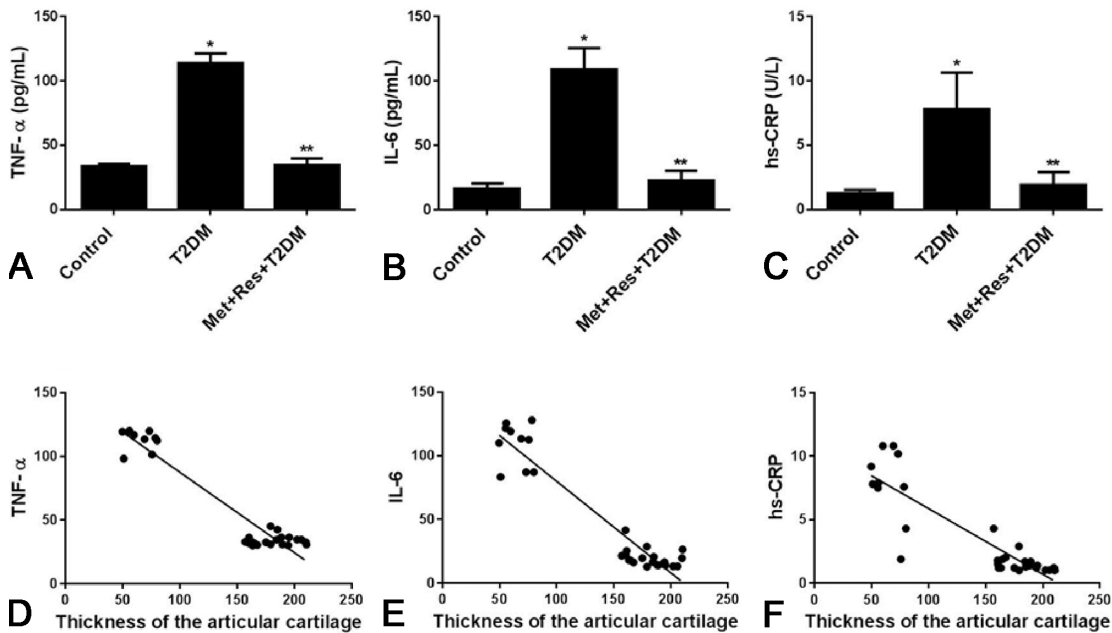 150
100
50
0
TNF- α (pg/mL)
*
**
Control
T2DM
Met+Res+T2DM
A
150
100
50
0
IL-6 (pg/mL)
*
**
Control
T2DM
Met+Res+T2DM
B
15
10
5
0
hs-CRP (U/L)
*
**
Control
T2DM
Met+Res+T2DM
C
150
100
50
0
TNF- α
0 50 100 150 200 250
Thickness of the articular cartilage
D
150
100
50
0
IL-6
0 50 100 150 200 250
Thickness of the articular cartilage
E
15
10
5
0
hs-CRP
0 50 100 150 200 250
Thickness of the articular cartilage
F